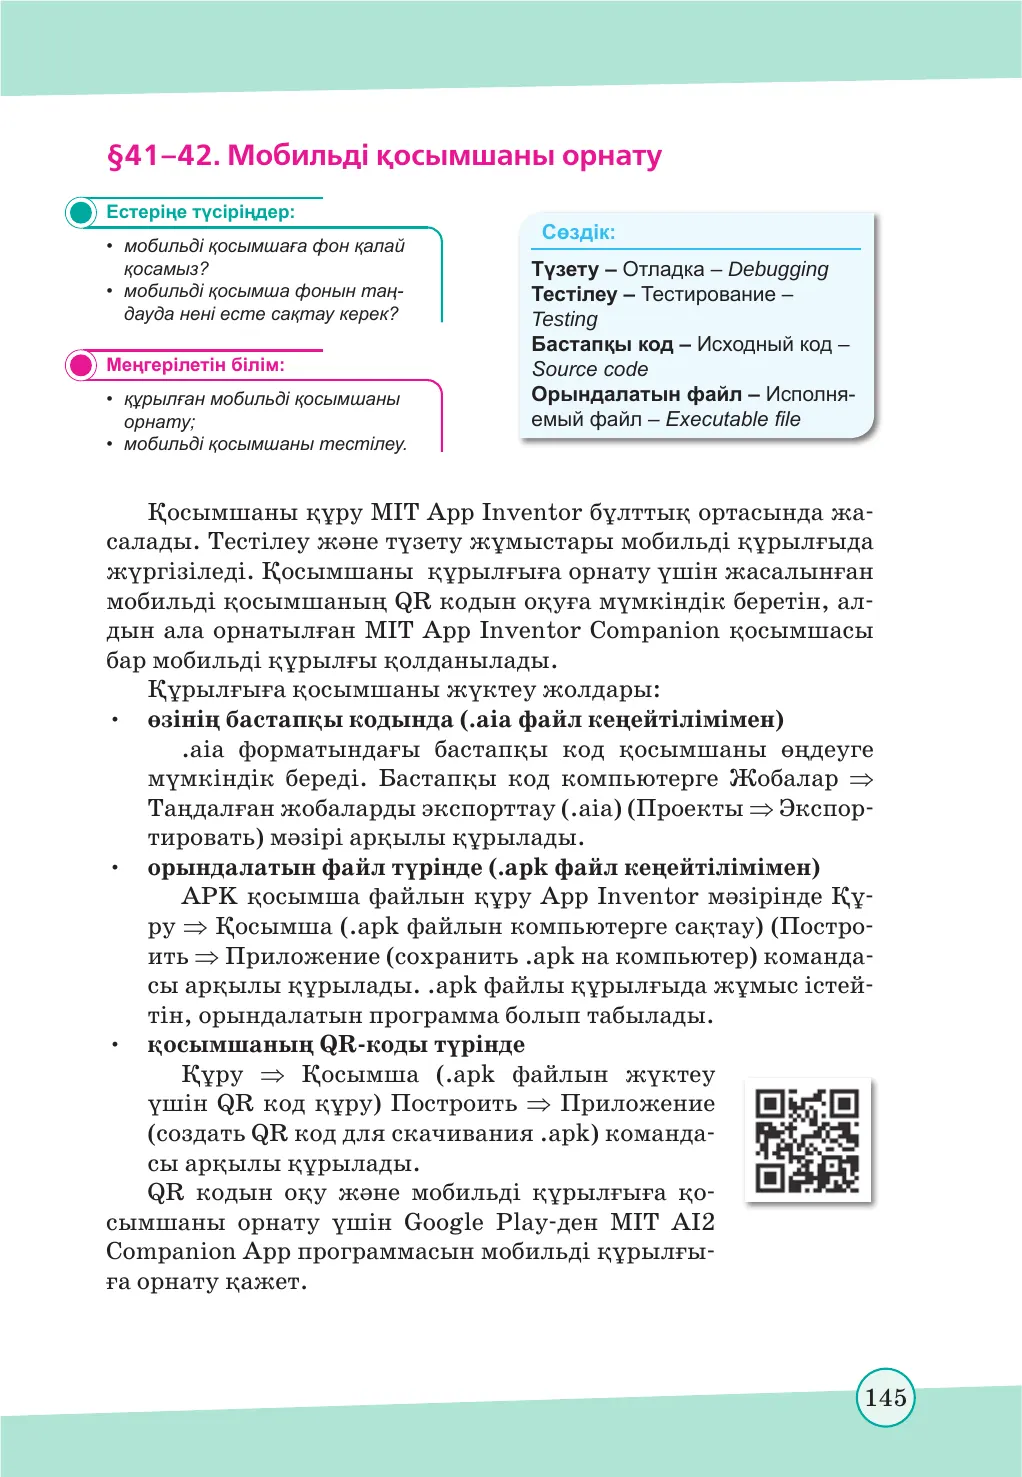 §41–42. Мобильді қосымшаны орнату
Естеріңе түсіріңдер:
• мобильді қосымшаға фон қалай
қосамыз?
• мобильді қосымша фонын таң-
дауда нені есте сақтау керек?
Меңгерілетін білім:
• құрылған мобильді қосымшаны
орнату;
• мобильді қосымшаны тестілеу.
Сөздік:
Түзету – Отладка – Debugging
Тестілеу – Тестирование –
Testing
Бастапқы код – Исходный код –
Source code
Орындалатын файл – Исполня-
емый файл – Executable file
Қосымшаны құру MIT App Inventor бұлттық ортасында жа-
салады. Тестілеу және түзету жұмыстары мобильді құрылғыда
жүргізіледі. Қосымшаны құрылғыға орнату үшін жасалынған
мобильді қосымшаның QR кодын оқуға мүмкіндік беретін, ал-
дын ала орнатылған MIT App Inventor Companion қосымшасы
бар мобильді құрылғы қолданылады.
Құрылғыға қосымшаны жүктеу жолдары:
• өзінің бастапқы кодында (.aia файл кеңейтілімімен)
.aia форматындағы бастапқы код қосымшаны өңдеуге
мүмкіндік береді. Бастапқы код компьютерге Жобалар ⇒
Таңдалған жобаларды экспорттау (.aia) (Проекты ⇒ Экспор-
тировать) мәзірі арқылы құрылады.
• орындалатын файл түрінде (.apk файл кеңейтілімімен)
APK қосымша файлын құру App Inventor мәзірінде Құ-
ру ⇒ Қосымша (.apk файлын компьютерге сақтау) (Постро-
ить ⇒ Приложение (сохранить .apk на компьютер) команда-
сы арқылы құрылады. .apk файлы құрылғыда жұмыс істей-
тін, орындалатын программа болып табылады.
• қосымшаның QR-коды түрінде
Құру ⇒ Қосымша (.apk файлын жүктеу
үшін QR код құру) Построить ⇒ Приложение
(создать QR код для скачивания .apk) команда-
сы арқылы құрылады.
QR кодын оқу және мобильді құрылғыға қо-
сымшаны орнату үшін Google Play-ден MIT AI2
Companion App программасын мобильді құрылғы-
ға орнату қажет.
145